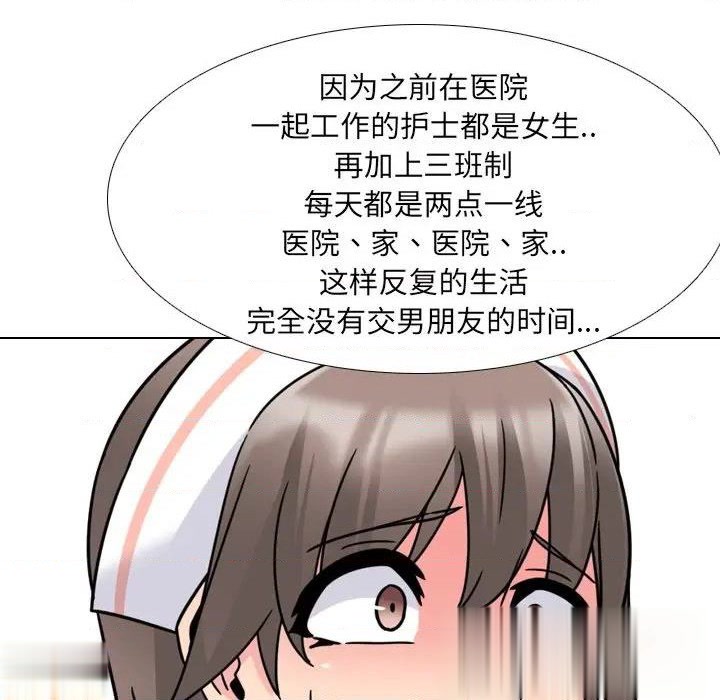 因为之前在医院
一起工作的护士都是女生..
再加上三班制
每天都是两点一线
医院、家、医院、家..
这样反复的生活
完全没有交男朋友的时间...